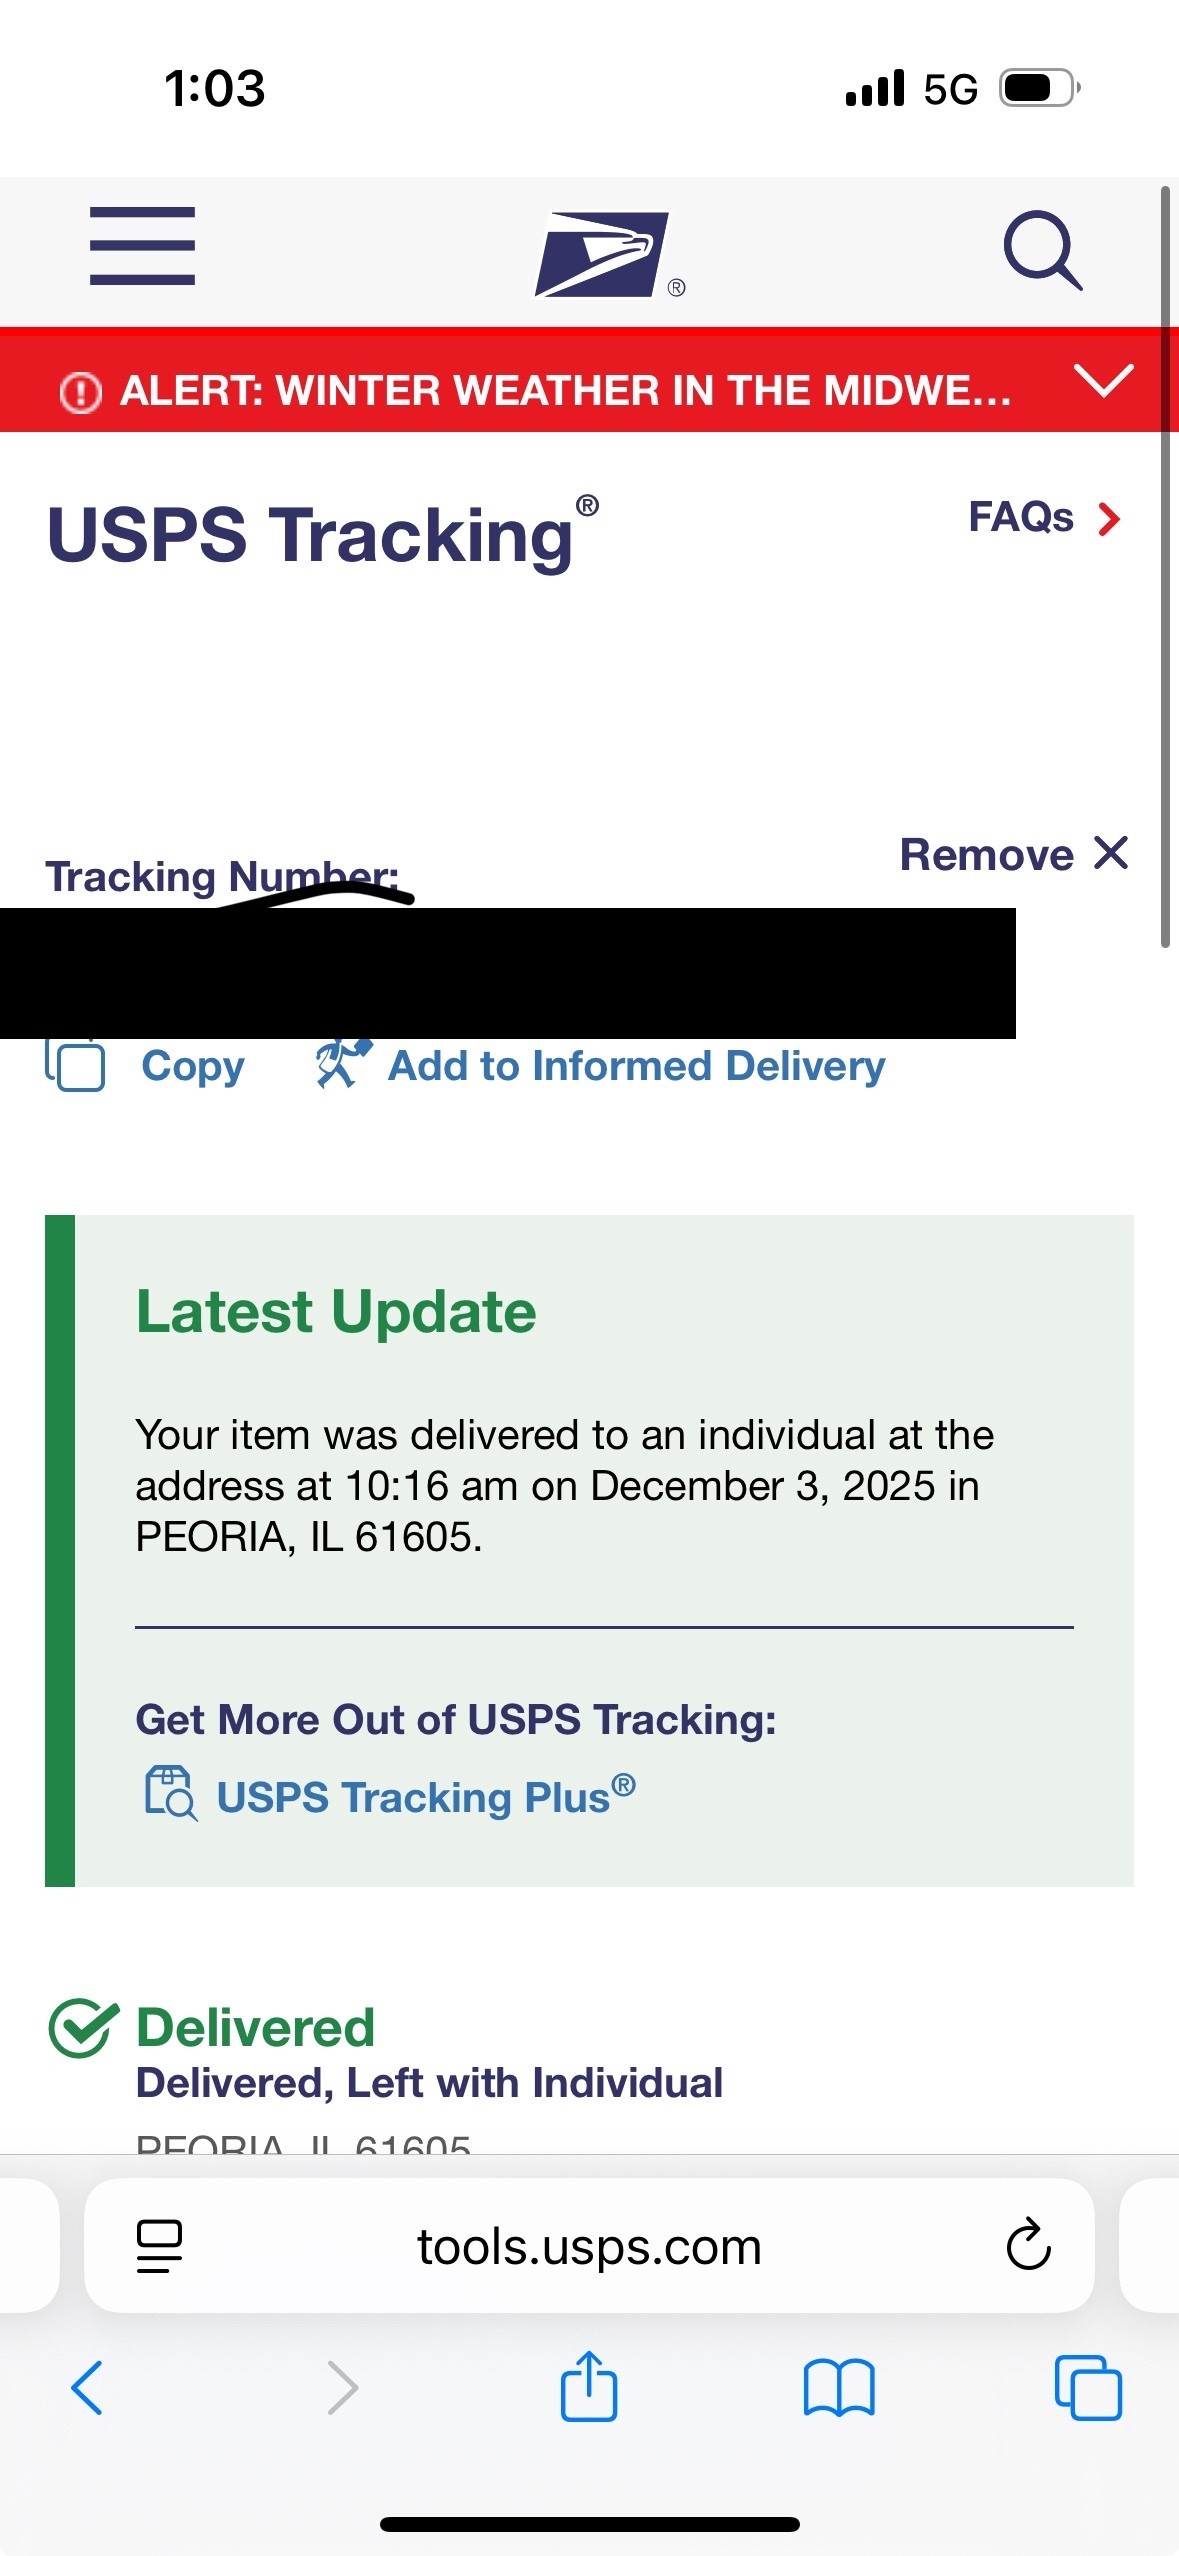 1:03
5G
®
ALERT: WINTER WEATHER IN THE MIDWE...
USPS Tracking®
FAQs
Remove
Tracking Number:
Copy
Add to Informed Delivery
Latest Update
Your item was delivered to an individual at the
address at 10:16 am on December 3, 2025 in
PEORIA, IL 61605.
Get More Out of USPS Tracking:
USPS Tracking Plus®
Delivered
Delivered, Left with Individual
PEORIA, IL 61605
tools.usps.com